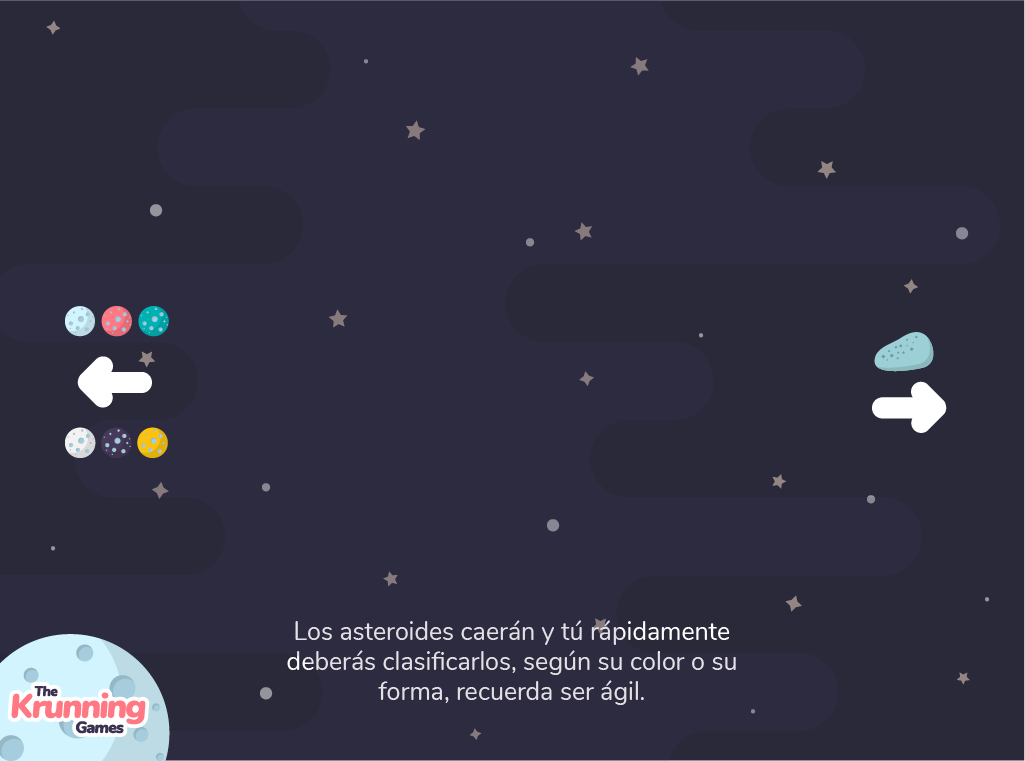 Los asteroides caerán y tú rápidamente
deberás clasificarlos, según su color o su
forma, recuerda ser ágil.
The
Krunning
Games